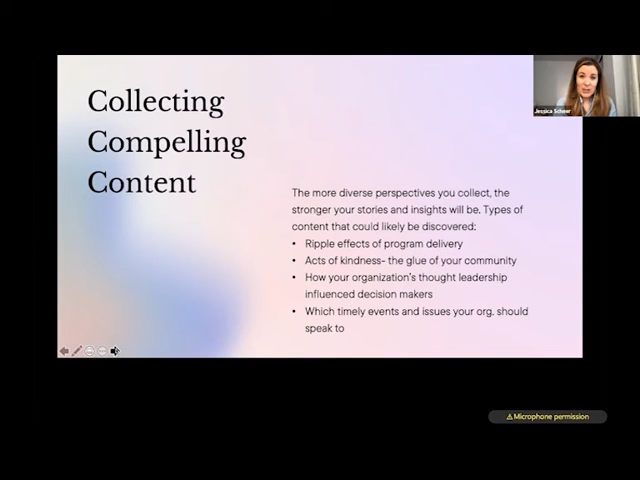 Collecting
Compelling
Content
The more diverse perspectives you collect, the
stronger your stories and insights will be. Types of
content that could likely be discovered:
• Ripple effects of program delivery
• Acts of kindness- the glue of your community
• How your organization's thought leadership
influenced decision makers
• Which timely events and issues your org. should
speak to
Jessica Scheer
⚠ Microphone permission